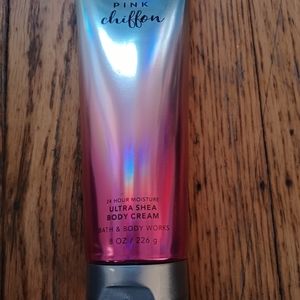 PINK
chiffon
24 HOUR MOISTURE
ULTRA SHEA
BODY CREAM
BATH & BODY WORKS
8 OZ / 226 g